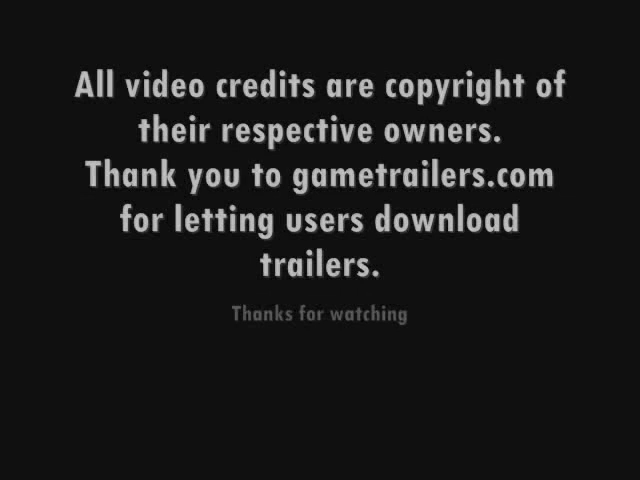 All video credits are copyright of
their respective owners.
Thank you to gametrailers.com
for letting users download
trailers.
Thanks for watching